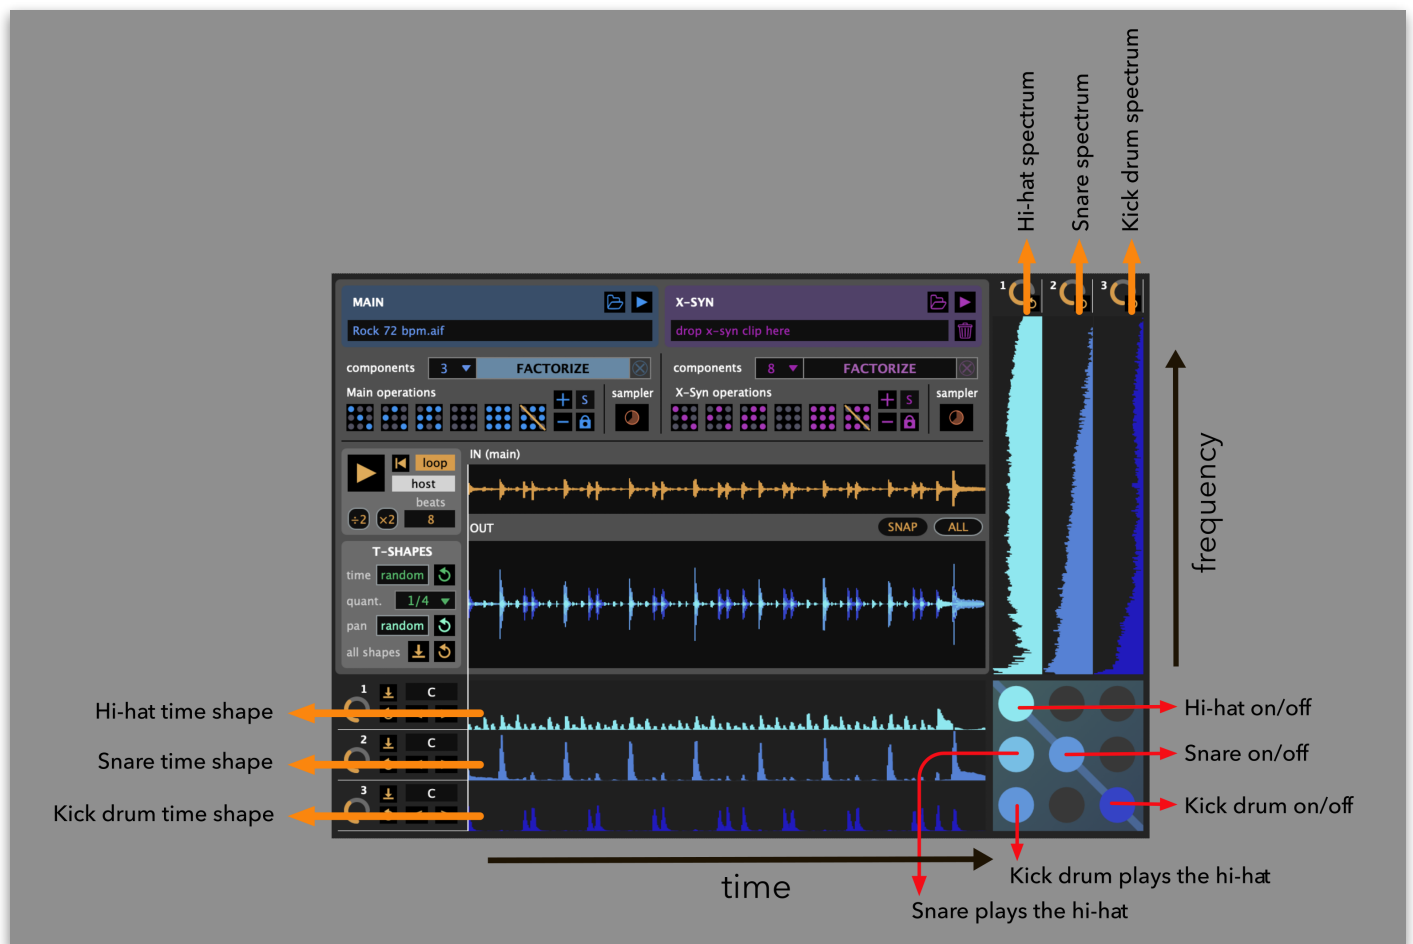 Hi-hat spectrum
Snare spectrum
Kick drum spectrum
MAIN
X-SYN
1
2
3
Rock 72 bpm.aif
drop x-syn clip here
components 3 FACTORIZE
components 8 FACTORIZE
Main operations
S
sampler
X-Syn operations
S
sampler
IN (main)
loop
host
beats
÷2 ×2 8
OUT
SNAP
ALL
T-SHAPES
time random
quant. 1/4
pan random
all shapes
frequency
1
C
Hi-hat time shape
Hi-hat on/off
2
C
Snare time shape
Snare on/off
3
C
Kick drum time shape
Kick drum on/off
time
Kick drum plays the hi-hat
Snare plays the hi-hat